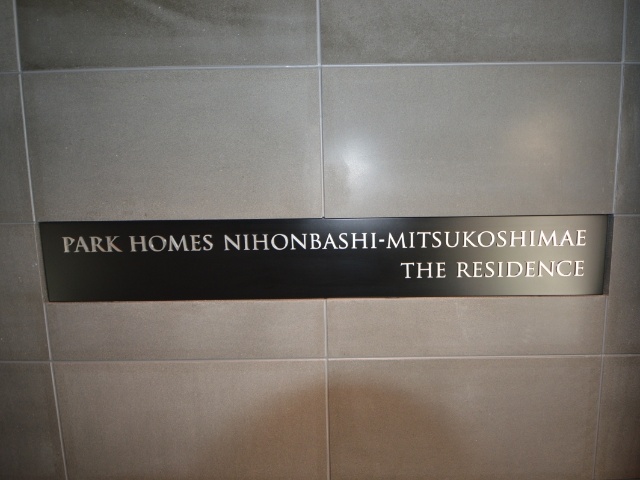 PARK HOMES NIHONBASHI-MITSUKOSHIMAE
THE RESIDENCE